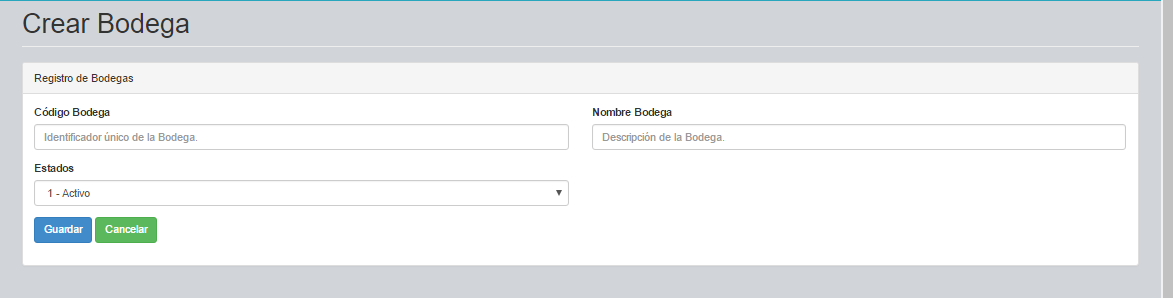 Crear Bodega
Registro de Bodegas
Código Bodega
Nombre Bodega
Identificador único de la Bodega.
Descripción de la Bodega.
Estados
1 - Activo
Guardar Cancelar